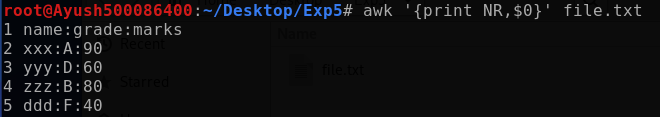 root@Ayush500086400:~/Desktop/Exp5# awk '{print NR,$0}' file.txt
1 name:grade:marks
2 xxx:A:90
3 yyy:D:60
4 zzz:B:80
5 ddd:F:40
Name
Recent
file.txt
Starred